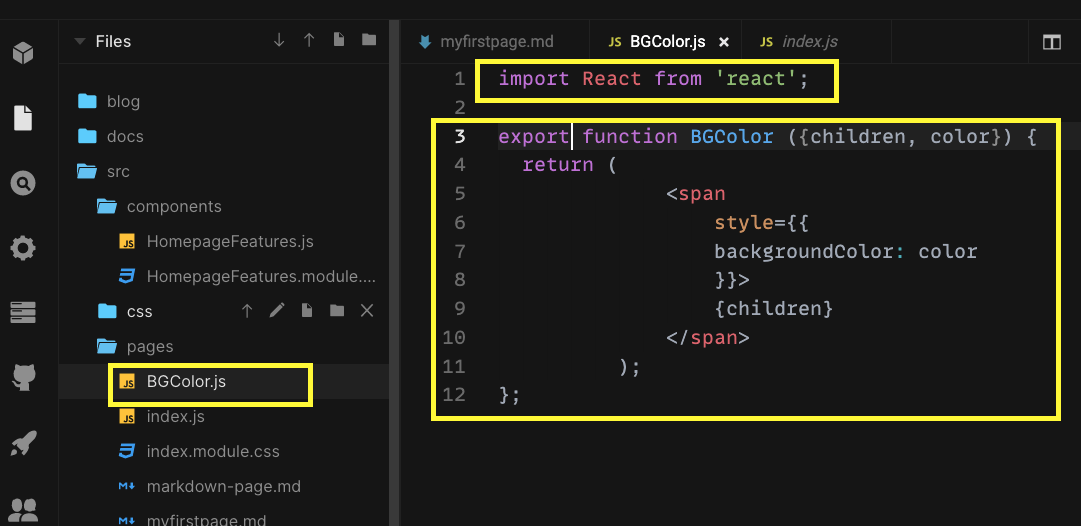 Files
blog
docs
src
components
JS HomepageFeatures.js
HomepageFeatures.module....
css
pages
JS BGColor.js
JS index.js
index.module.css
M↓ markdown-page.md
M↓ myfirstpage.md
myfirstpage.md
JS BGColor.js ×
JS index.js
1 import React from 'react';
2
3 export function BGColor ({children, color}) {
4 return (
5 <span
6 style={{
7 backgroundColor: color
8 }}>
9 {children}
10 </span>
11 );
12 };